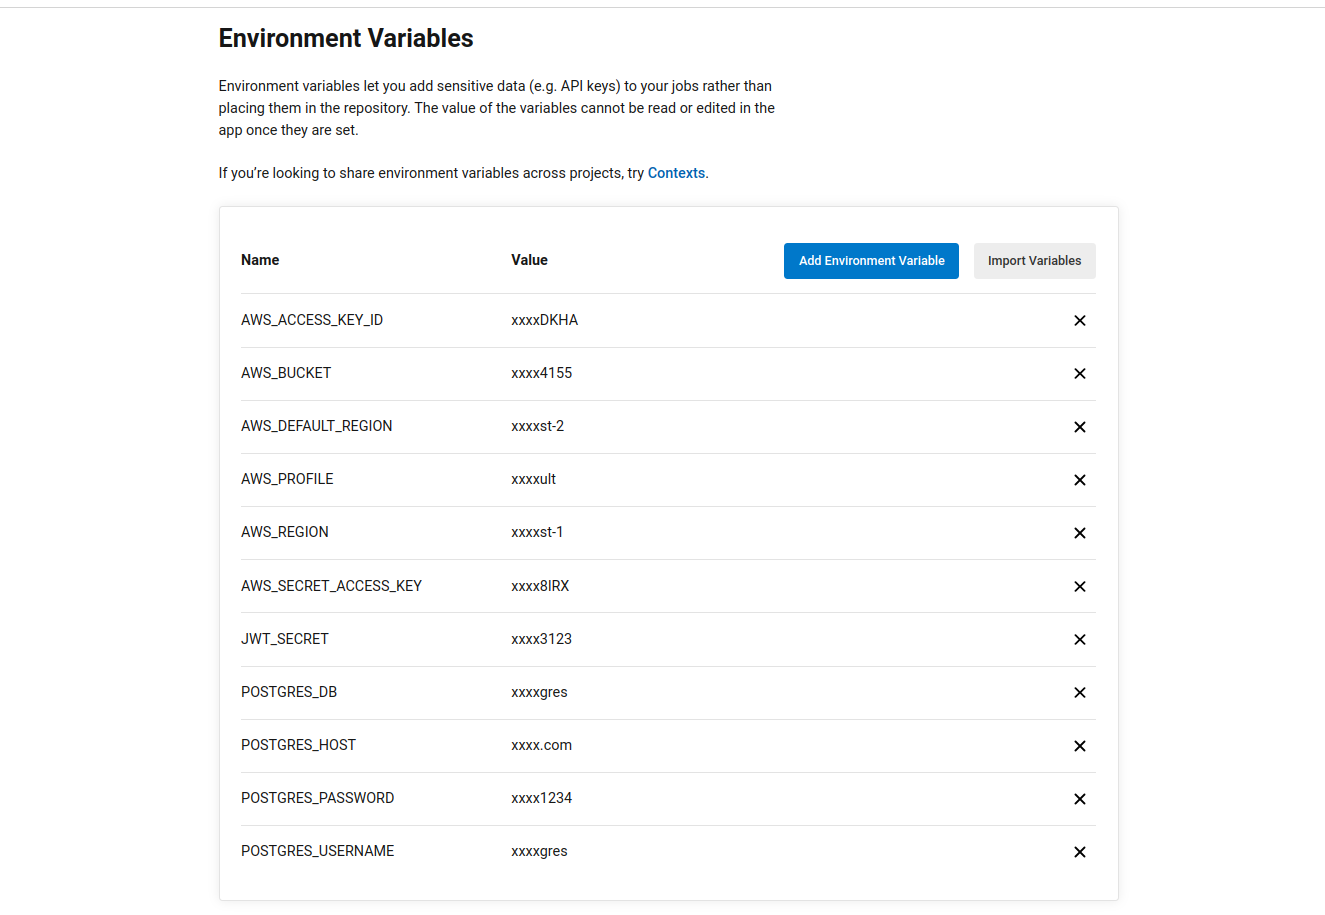 Environment Variables
Environment variables let you add sensitive data (e.g. API keys) to your jobs rather than
placing them in the repository. The value of the variables cannot be read or edited in the
app once they are set.
If you’re looking to share environment variables across projects, try Contexts.
Name Value Add Environment Variable Import Variables
AWS_ACCESS_KEY_ID xxxxDKHA
AWS_BUCKET xxxx4155
AWS_DEFAULT_REGION xxxxst-2
AWS_PROFILE xxxxult
AWS_REGION xxxxst-1
AWS_SECRET_ACCESS_KEY xxxx8IRX
JWT_SECRET xxxx3123
POSTGRES_DB xxxxgres
POSTGRES_HOST xxxx.com
POSTGRES_PASSWORD xxxx1234
POSTGRES_USERNAME xxxxgres